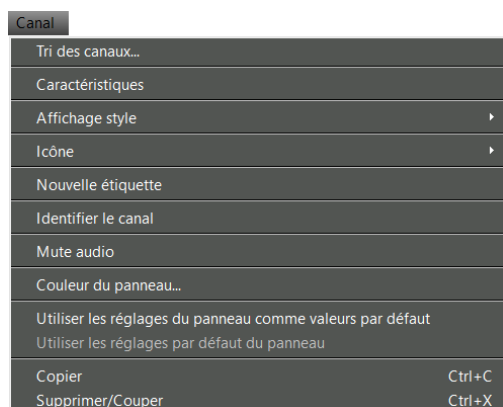 Canal
Tri des canaux...
Caractéristiques
Affichage style
Icône
Nouvelle étiquette
Identifier le canal
Mute audio
Couleur du panneau...
Utiliser les réglages du panneau comme valeurs par défaut
Utiliser les réglages par défaut du panneau
Copier Ctrl+C
Supprimer/Couper Ctrl+X